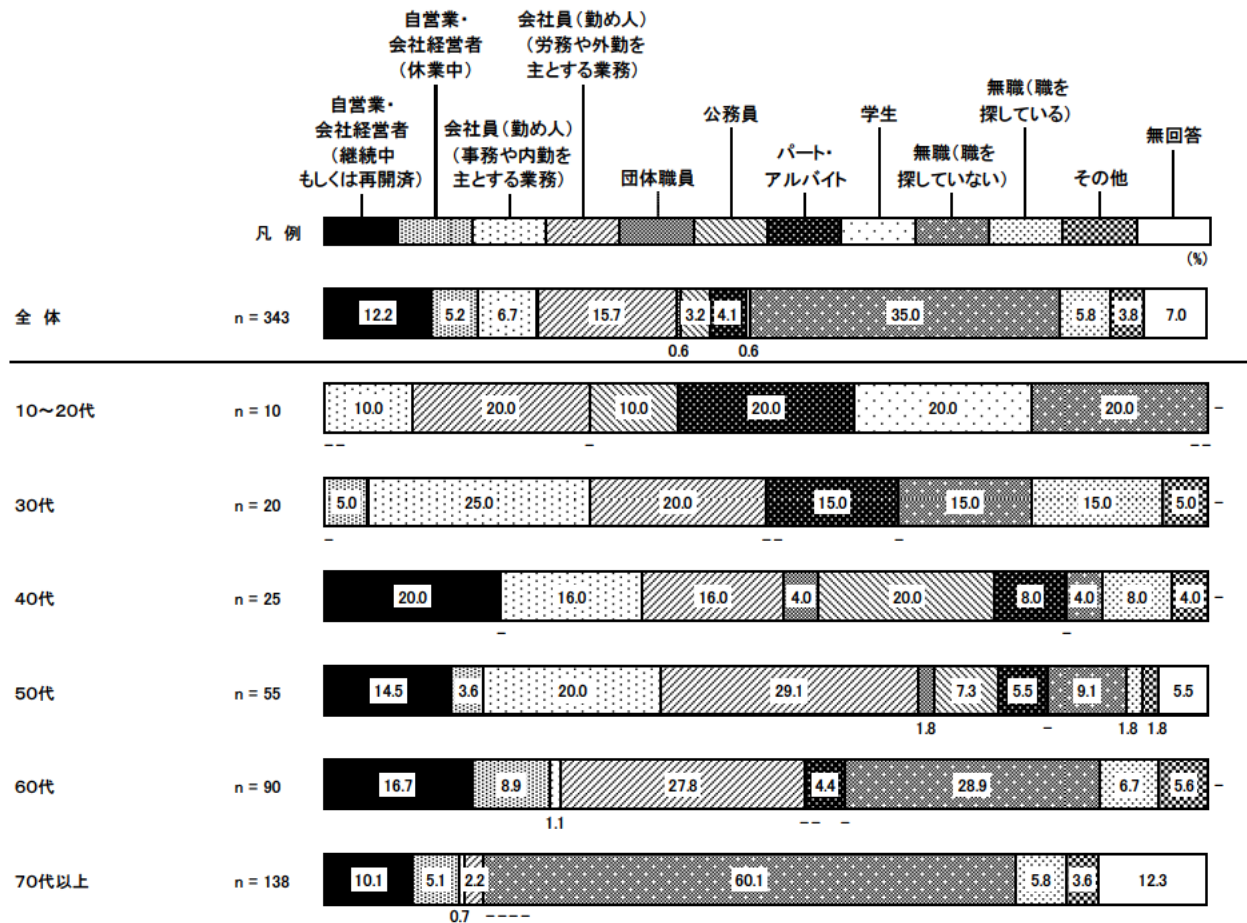 自営業・
会社経営者
（休業中）
会社員（勤め人）
（労務や外勤を
主とする業務）
無職（職を
探している）
自営業・
会社経営者
（継続中
もしくは再開済）
会社員（勤め人）
（事務や内勤を
主とする業務）
団体職員
公務員
パート・
アルバイト
学生
無職（職を
探していない）
その他
無回答
凡 例
(%)
全 体 n = 343 12.2 5.2 6.7 15.7 3.2 4.1 35.0 5.8 3.8 7.0
0.6 0.6
10～20代 n = 10 10.0 20.0 10.0 20.0 20.0 20.0 -
-- - --
30代 n = 20 5.0 25.0 20.0 15.0 15.0 15.0 5.0 -
- -- -
40代 n = 25 20.0 16.0 16.0 4.0 20.0 8.0 4.0 8.0 4.0 -
- -
50代 n = 55 14.5 3.6 20.0 29.1 7.3 5.5 9.1 5.5
1.8 - 1.8 1.8
60代 n = 90 16.7 8.9 27.8 4.4 28.9 6.7 5.6 -
1.1 -- -
70代以上 n = 138 10.1 5.1 2.2 60.1 5.8 3.6 12.3
0.7 ----